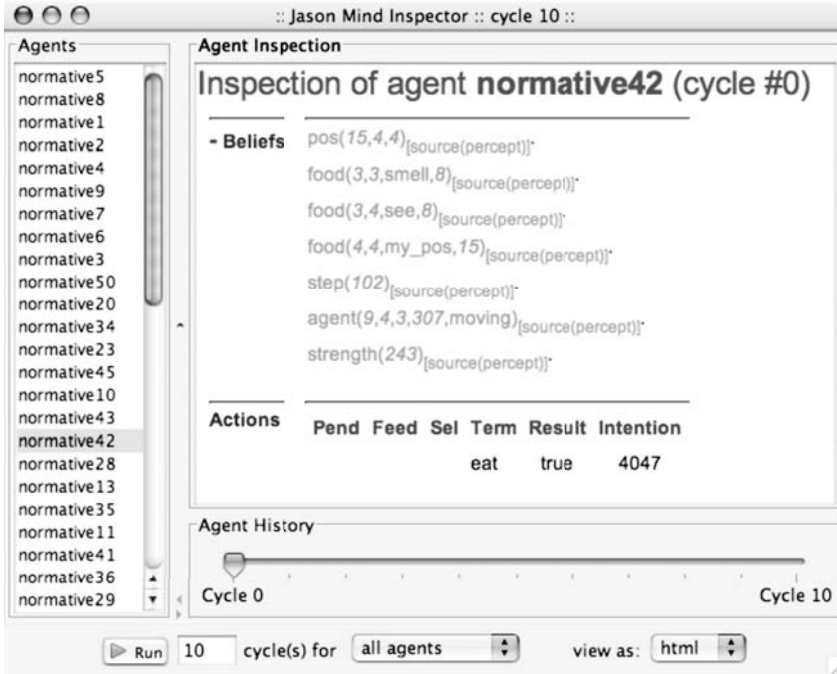 :: Jason Mind Inspector :: cycle 10 ::
Agents
normative5
normative8
normative1
normative2
normative4
normative9
normative7
normative6
normative3
normative50
normative20
normative34
normative23
normative45
normative10
normative43
normative42
normative28
normative13
normative35
normative11
normative41
normative36
normative29
Agent Inspection
Inspection of agent normative42 (cycle #0)
- Beliefs
pos(15,4,4)[source(percept)].
food(3,3,smell,8)[source(percept)].
food(3,4,see,8)[source(percept)].
food(4,4,my_pos,15)[source(percept)].
step(102)[source(percept)].
agent(9,4,3,307,moving)[source(percept)].
strength(243)[source(percept)].
Actions
Pend Feed Sel Term Result Intention
eat true 4047
Agent History
Cycle 0 Cycle 10
Run 10 cycle(s) for all agents view as: html